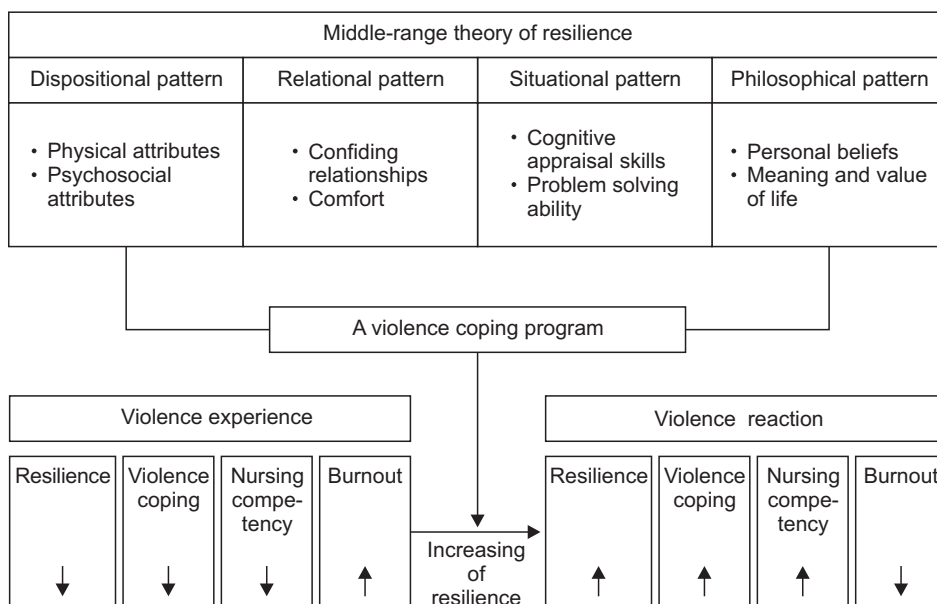 Middle-range theory of resilience
Dispositional pattern
Relational pattern
Situational pattern
Philosophical pattern
• Physical attributes
• Psychosocial
attributes
• Confiding
relationships
• Comfort
• Cognitive
appraisal skills
• Problem solving
ability
• Personal beliefs
• Meaning and value
of life
A violence coping program
Violence experience
Resilience
Violence
coping
Nursing
compe-
tency
Burnout
Increasing
of
resilience
Violence reaction
Resilience
Violence
coping
Nursing
compe-
tency
Burnout